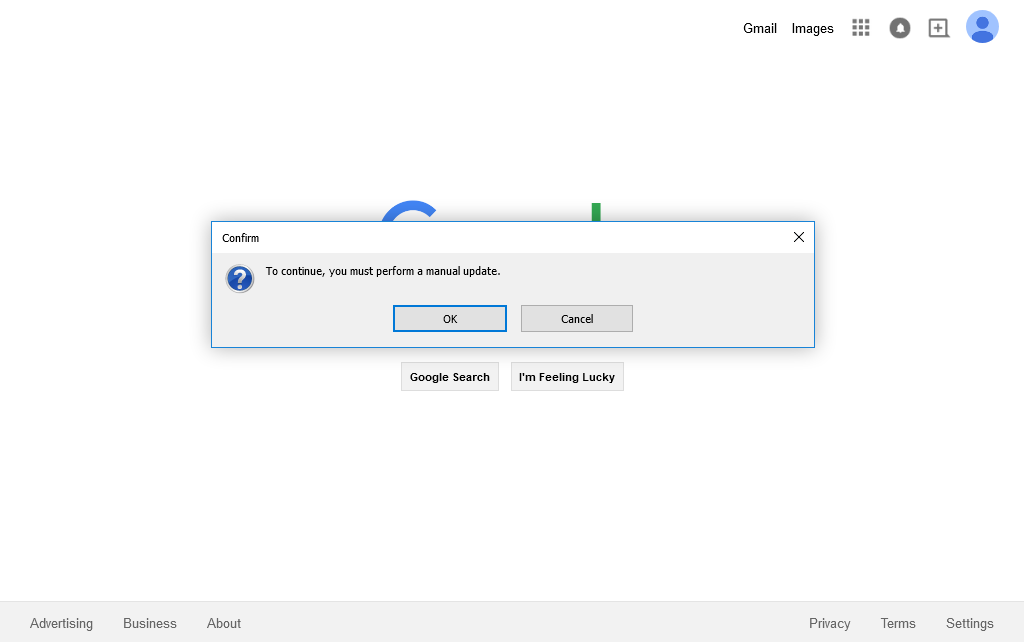 Gmail Images
Confirm
To continue, you must perform a manual update.
OK Cancel
Google Search I'm Feeling Lucky
Advertising Business About Privacy Terms Settings